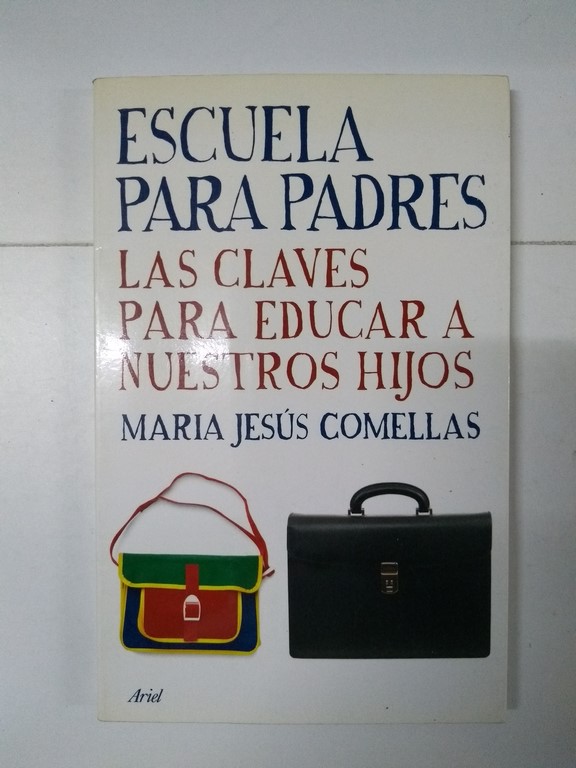 ESCUELA
PARA PADRES
LAS CLAVES
PARA EDUCAR A
NUESTROS HIJOS
MARIA JESÚS COMELLAS
Ariel